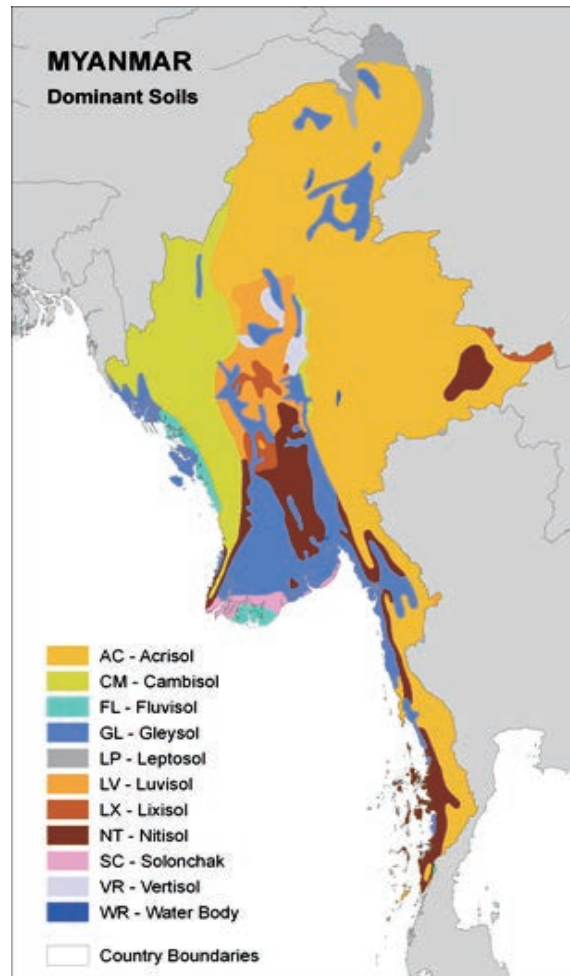 MYANMAR
Dominant Soils
AC - Acrisol
CM - Cambisol
FL - Fluvisol
GL - Gleysol
LP - Leptosol
LV - Luvisol
LX - Lixisol
NT - Nitisol
SC - Solonchak
VR - Vertisol
WR - Water Body
Country Boundaries